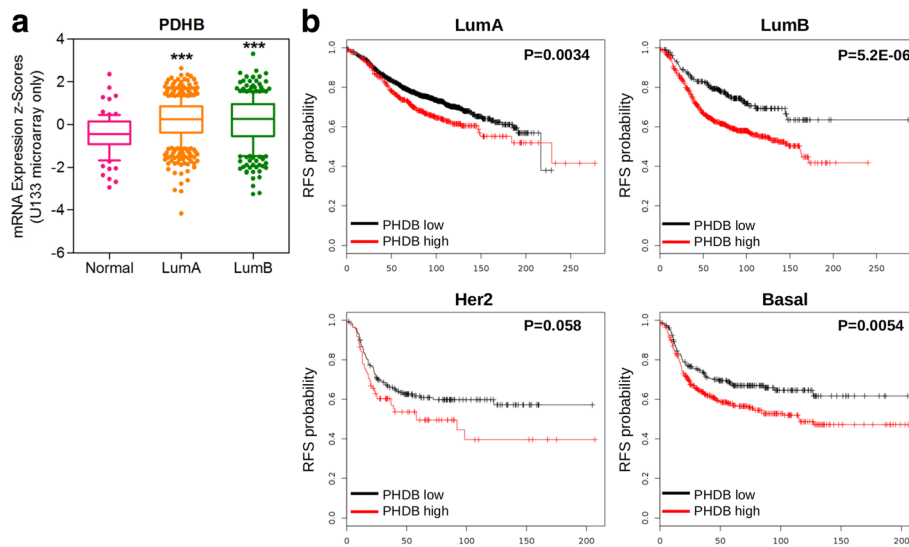 a
PDHB
mRNA Expression z-Scores
(U133 microarray only)
4
2
0
-2
-4
-6
***
***
Normal LumA LumB
b
LumA
P=0.0034
RFS probability
1.0
0.8
0.6
0.4
0.2
0.0
PHDB low
PHDB high
0 50 100 150 200 250
LumB
P=5.2E-06
RFS probability
1.0
0.8
0.6
0.4
0.2
0.0
PHDB low
PHDB high
0 50 100 150 200 250
Her2
P=0.058
RFS probability
1.0
0.8
0.6
0.4
0.2
0.0
PHDB low
PHDB high
0 50 100 150 200
Basal
P=0.0054
RFS probability
1.0
0.8
0.6
0.4
0.2
0.0
PHDB low
PHDB high
0 50 100 150 200